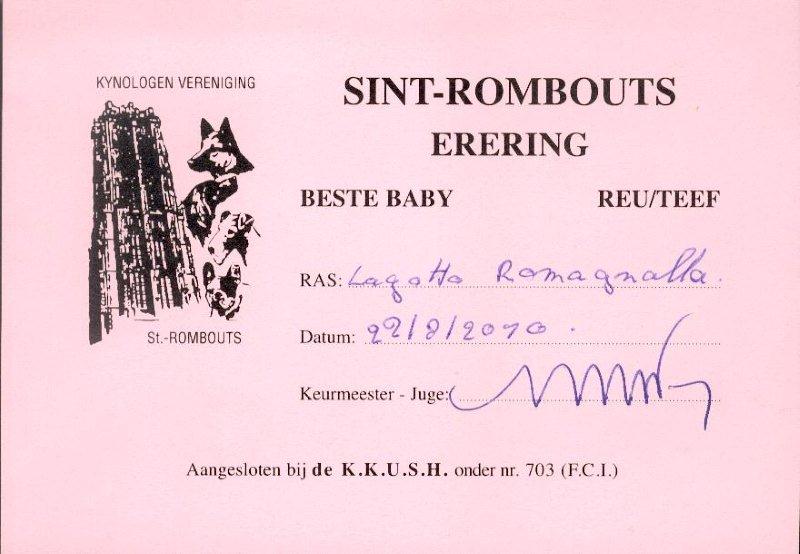 KYNOLOGEN VERENIGING
St.-ROMBOUTS
SINT-ROMBOUTS
ERERING
BESTE BABY REU/TEEF
RAS: Lagotto Romagnalla.
Datum: 22/8/2010.
Keurmeester - Juge:
Aangesloten bij de K.K.U.S.H. onder nr. 703 (F.C.I.)